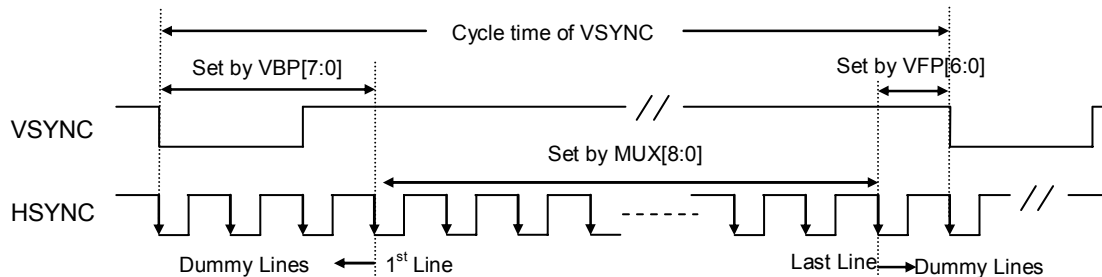 Cycle time of VSYNC
Set by VBP[7:0]
Set by VFP[6:0]
VSYNC
Set by MUX[8:0]
HSYNC
Dummy Lines
1st Line
Last Line
Dummy Lines